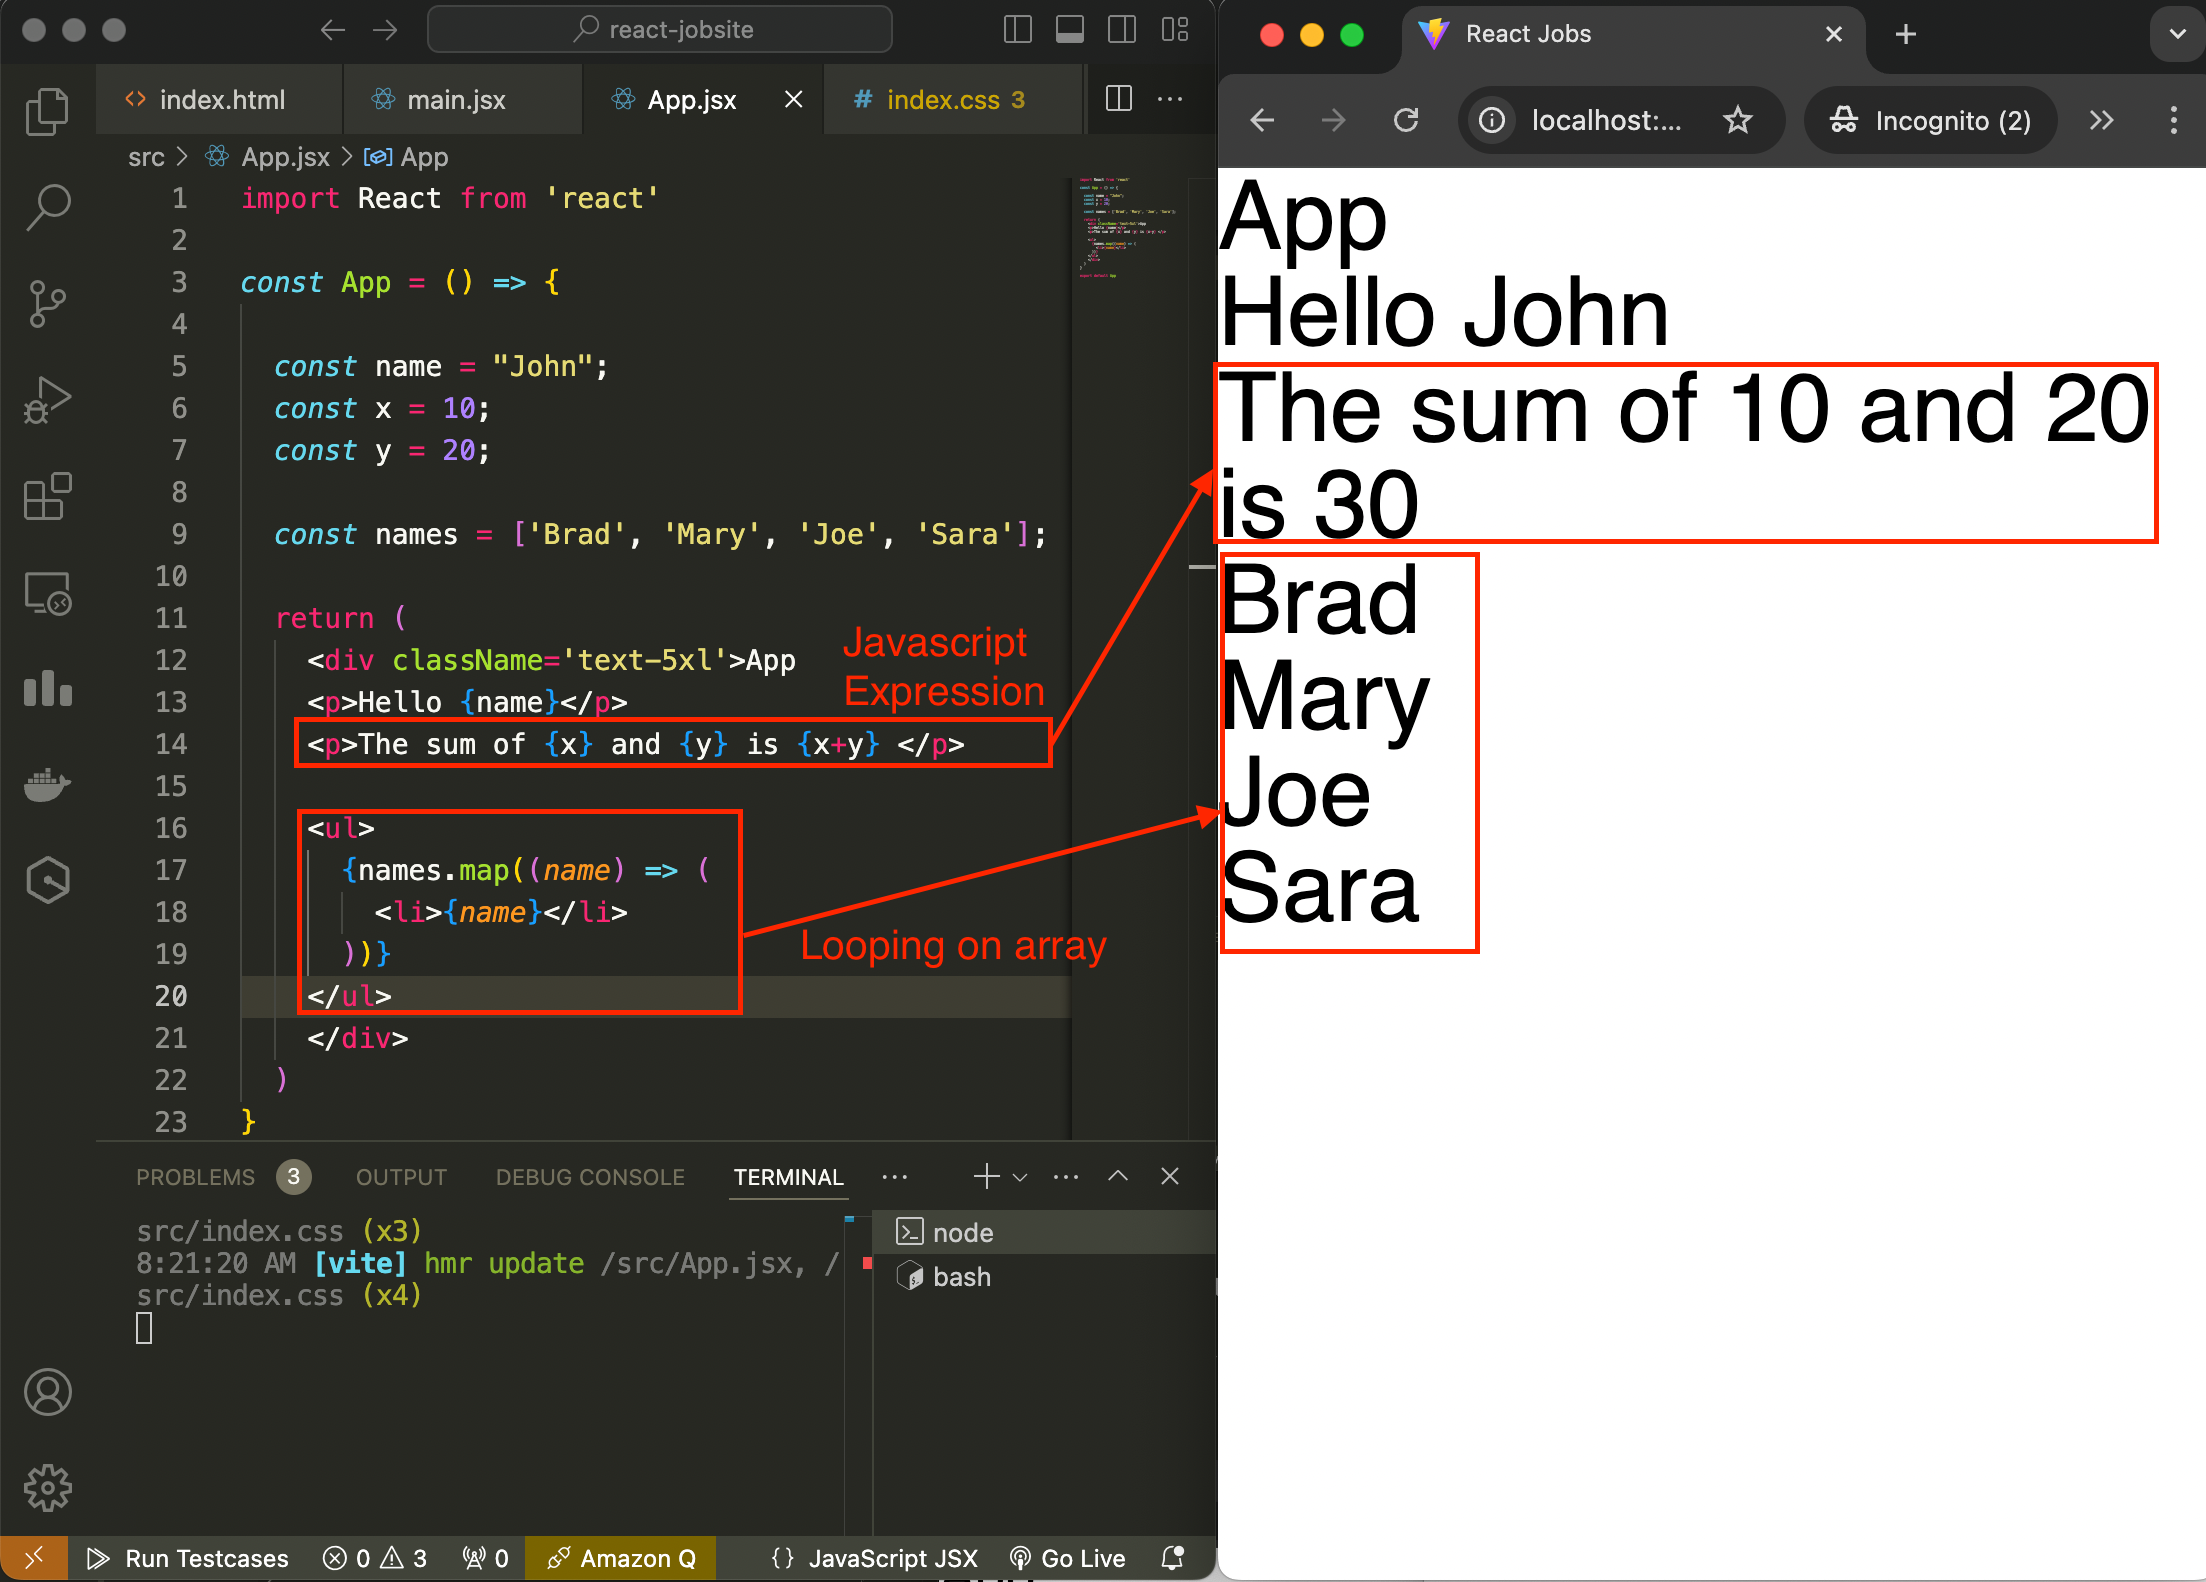 react-jobsite
index.html
main.jsx
App.jsx
# index.css 3
src > App.jsx > App
1 import React from 'react'
2
3 const App = () => {
4
5 const name = "John";
6 const x = 10;
7 const y = 20;
8
9 const names = ['Brad', 'Mary', 'Joe', 'Sara'];
10
11 return (
12 <div className='text-5xl'>App
13 <p>Hello {name}</p>
14 <p>The sum of {x} and {y} is {x+y} </p>
15
16 <ul>
17 {names.map((name) => (
18 <li>{name}</li>
19 ))}
20 </ul>
21 </div>
22 )
23 }
Javascript
Expression
Looping on array
PROBLEMS 3 OUTPUT DEBUG CONSOLE TERMINAL
src/index.css (x3)
8:21:20 AM [vite] hmr update /src/App.jsx, /
src/index.css (x4)
node
bash
Run Testcases 0 3 0 Amazon Q {} JavaScript JSX Go Live
React Jobs
localhost:...
Incognito (2)
App
Hello John
The sum of 10 and 20
is 30
Brad
Mary
Joe
Sara